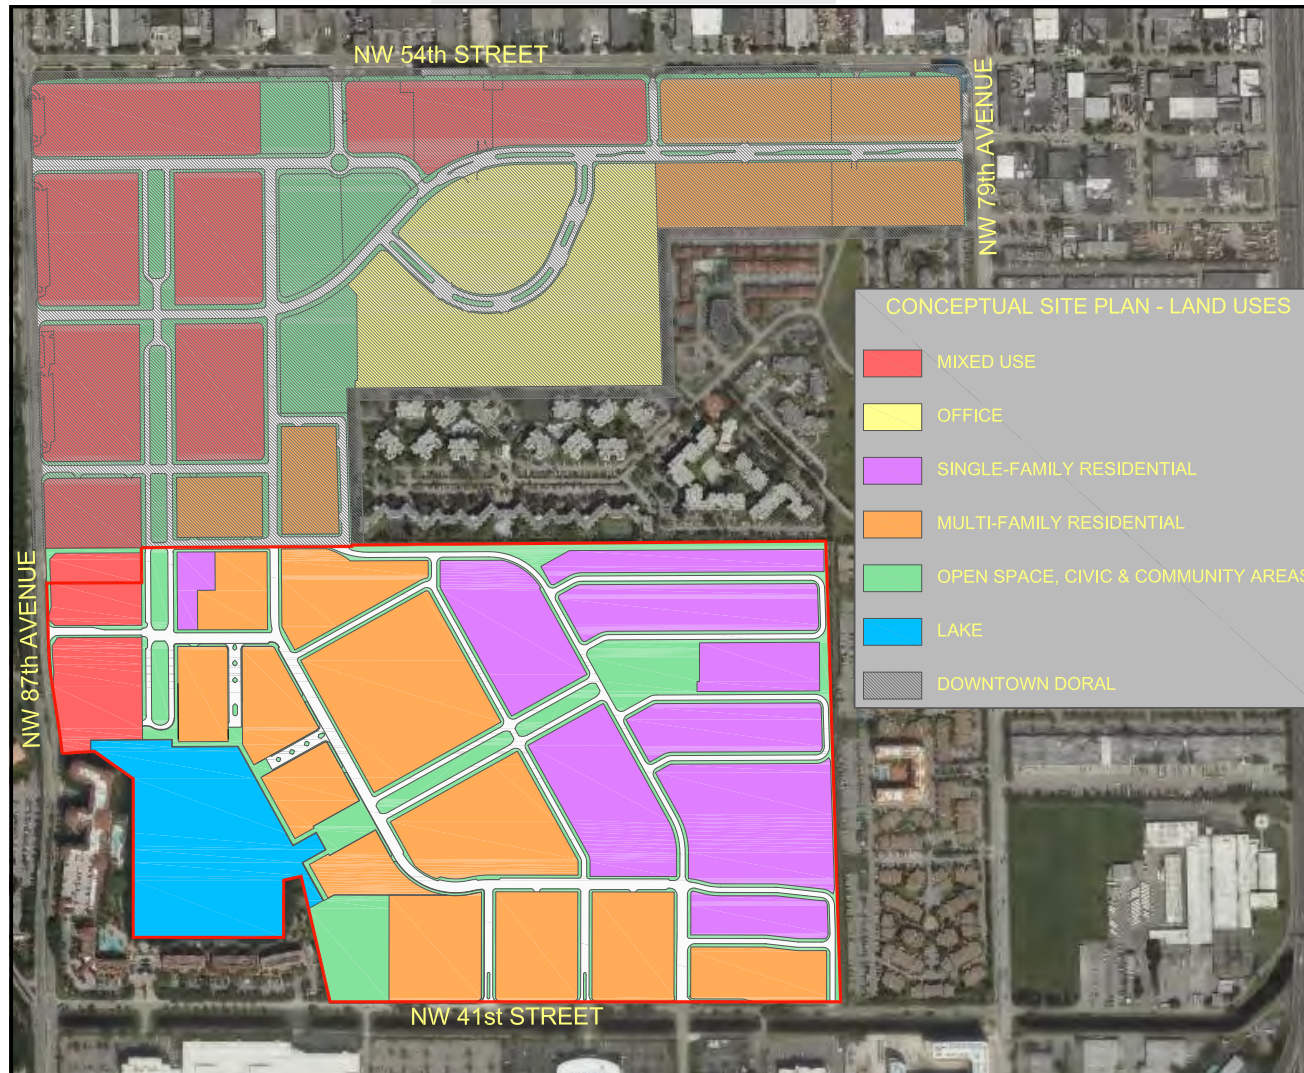 NW 54th STREET
NW 79th AVENUE
CONCEPTUAL SITE PLAN - LAND USES
MIXED USE
OFFICE
SINGLE-FAMILY RESIDENTIAL
MULTI-FAMILY RESIDENTIAL
OPEN SPACE, CIVIC & COMMUNITY AREAS
LAKE
DOWNTOWN DORAL
NW 87th AVENUE
NW 41st STREET